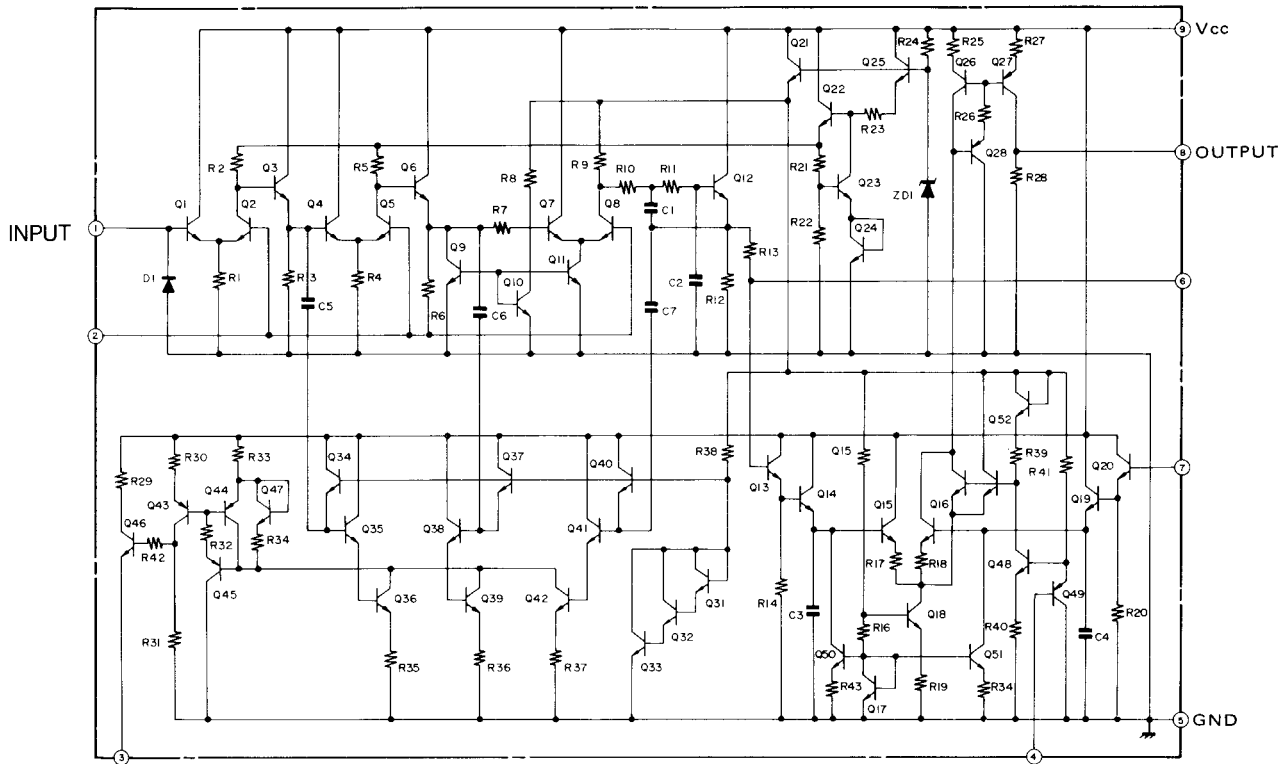 Vcc
9
Q21
R24
R25
R27
Q25
Q26
Q27
Q22
R26
R23
R2
Q3
R5
Q6
R9
R8
R10
R11
Q12
R21
Q28
8
OUTPUT
Q23
ZD1
R28
INPUT
1
Q1
Q2
Q4
Q5
R7
Q7
Q8
C1
R22
Q24
R13
Q9
Q11
D1
R1
R13
R4
C5
R6
C6
Q10
C2
R12
C7
6
2
Q52
R30
R33
Q34
Q37
Q40
R38
Q15
R39
R41
Q20
7
R29
Q43
Q44
Q47
Q13
Q14
Q15
Q16
Q19
Q46
R32
R34
Q35
Q38
Q41
R42
R17
R18
Q48
Q45
Q36
Q39
Q42
Q31
R14
C3
Q18
Q49
Q32
R16
R40
C4
R20
R31
Q33
Q50
Q51
R35
R36
R37
R43
R19
R34
Q17
5
GND
3
4